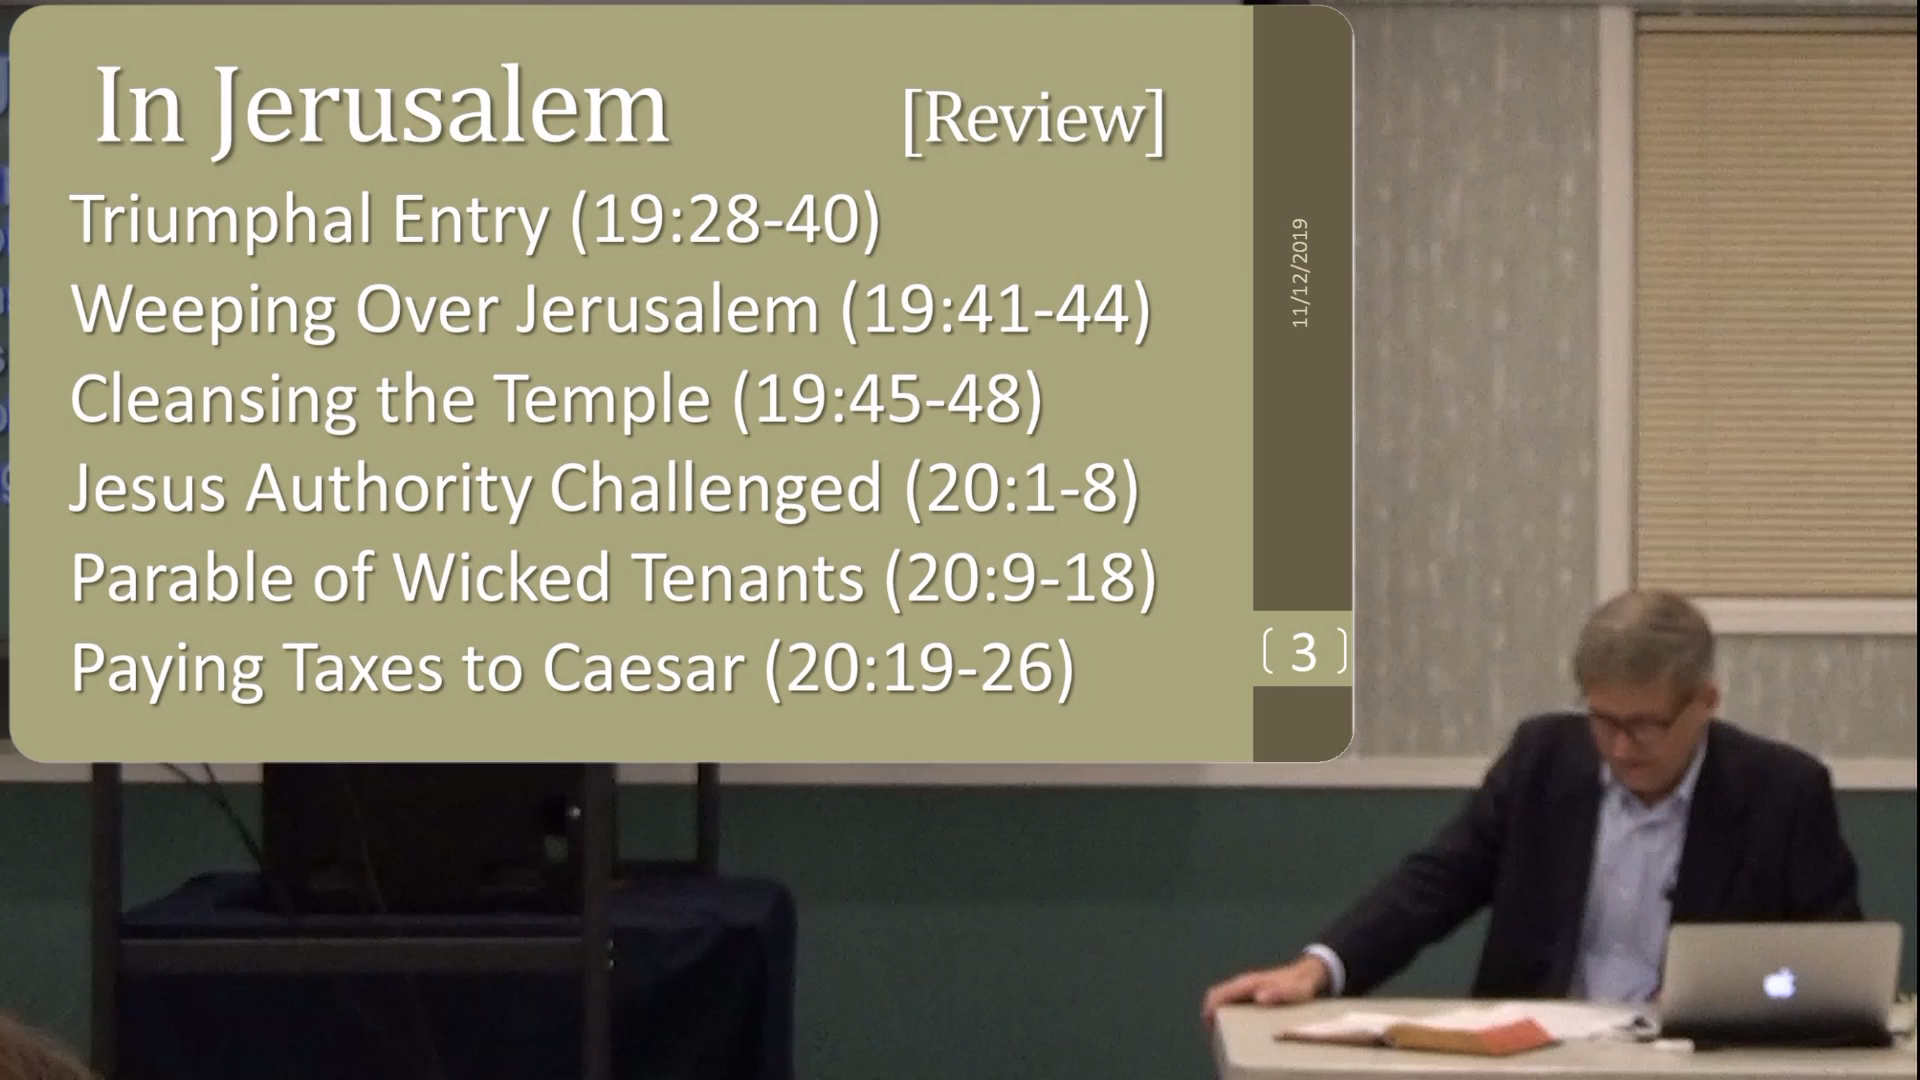 In Jerusalem [Review]
Triumphal Entry (19:28-40)
Weeping Over Jerusalem (19:41-44)
Cleansing the Temple (19:45-48)
Jesus Authority Challenged (20:1-8)
Parable of Wicked Tenants (20:9-18)
Paying Taxes to Caesar (20:19-26)
11/12/2019
3